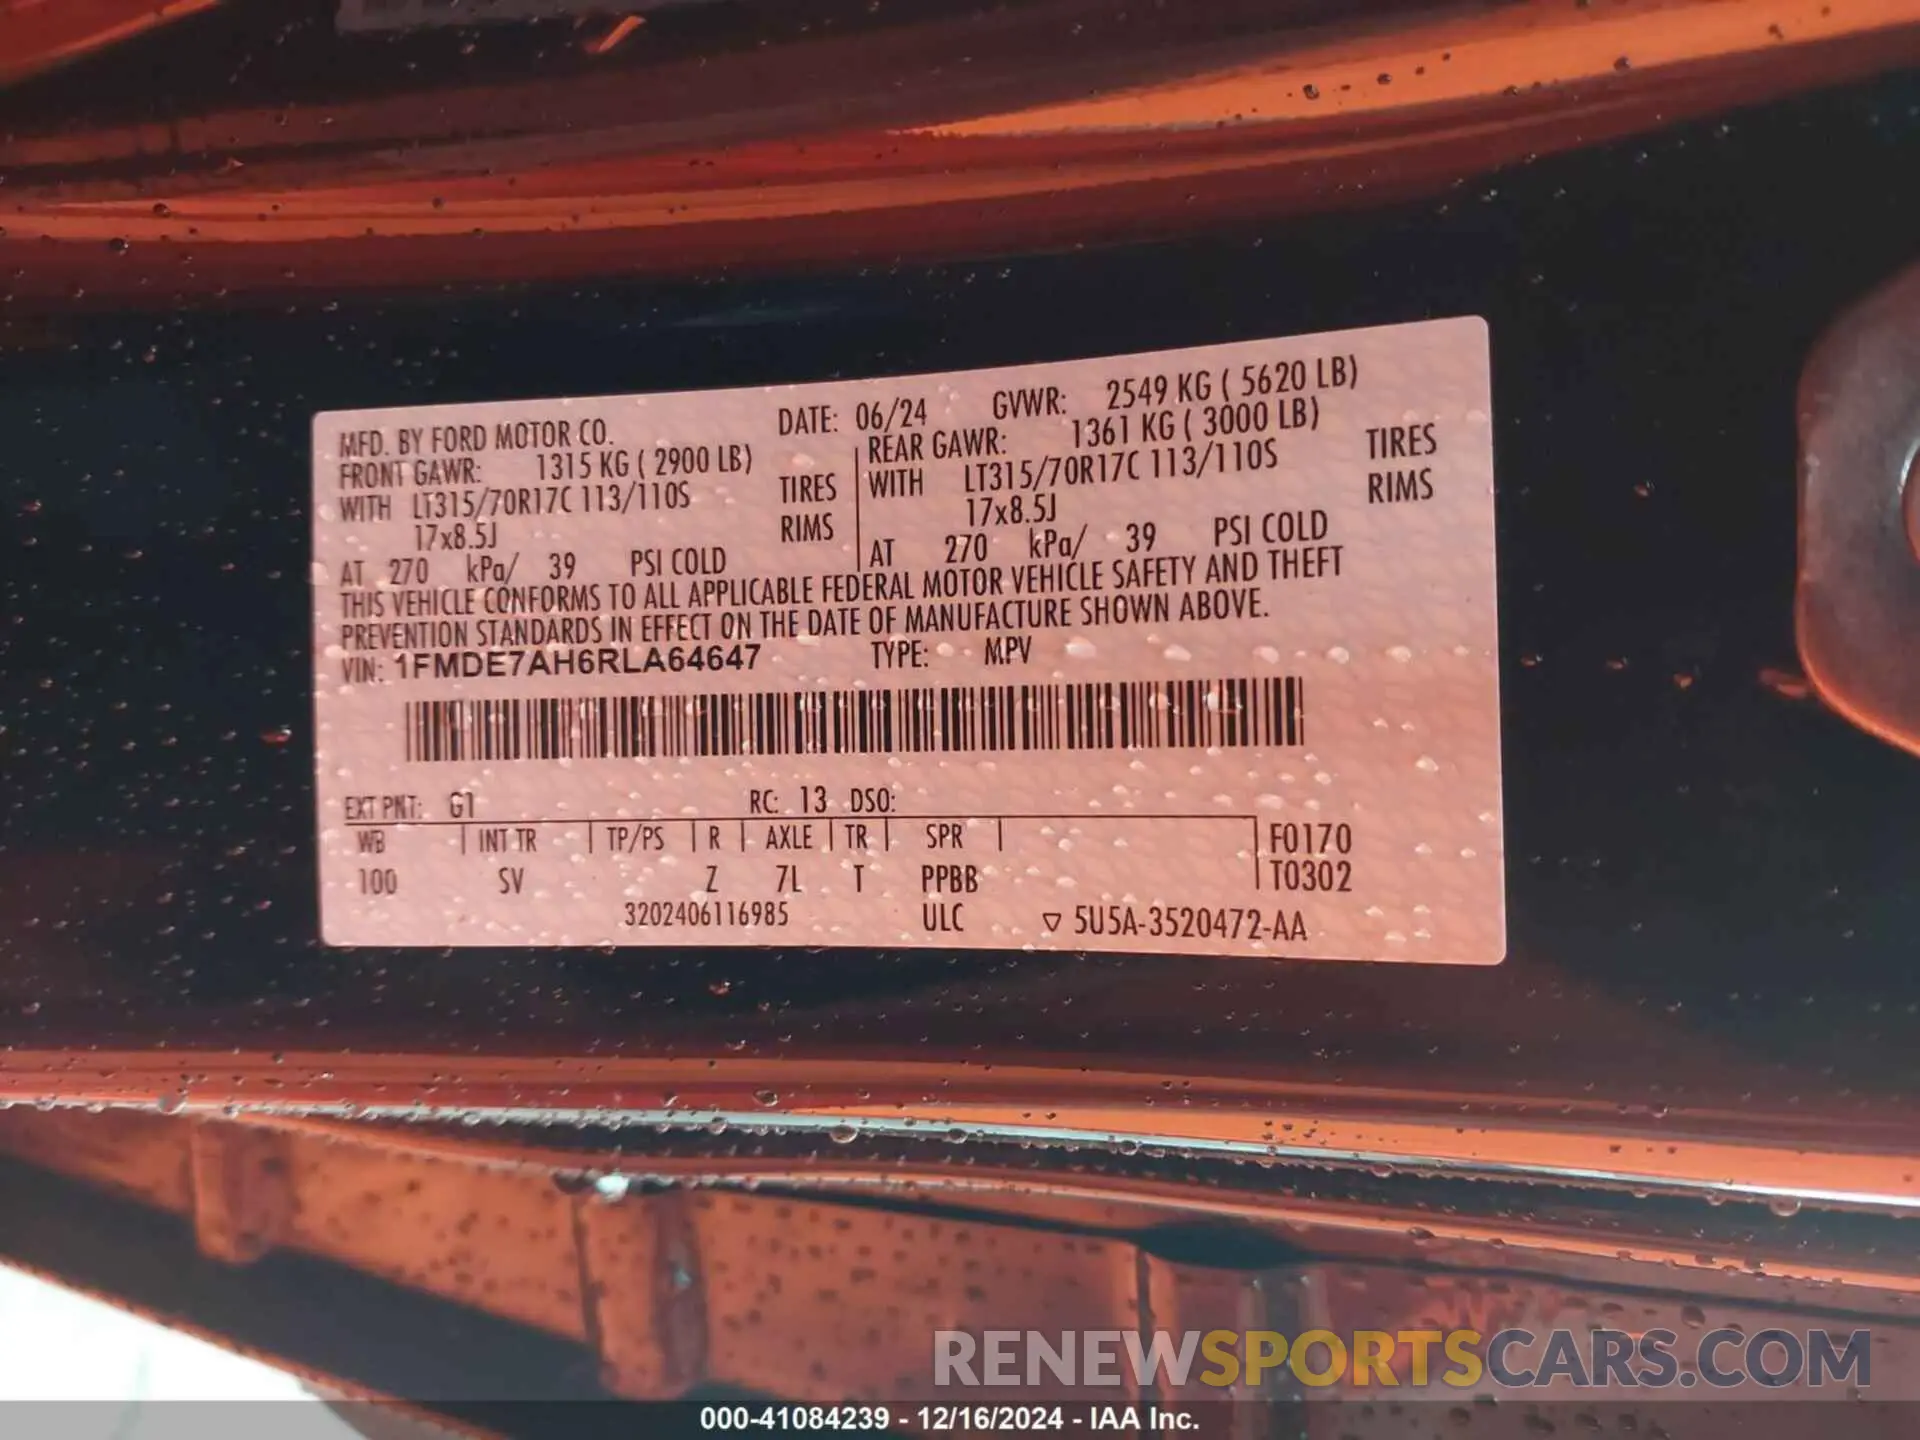 MFD. BY FORD MOTOR CO.
DATE: 06/24 GVWR: 2549 KG ( 5620 LB)
FRONT GAWR: 1315 KG ( 2900 LB)
WITH LT315/70R17C 113/110S TIRES
17x8.5J RIMS
AT 270 kPa/ 39 PSI COLD
REAR GAWR: 1361 KG ( 3000 LB)
WITH LT315/70R17C 113/110S TIRES
17x8.5J RIMS
AT 270 kPa/ 39 PSI COLD
THIS VEHICLE CONFORMS TO ALL APPLICABLE FEDERAL MOTOR VEHICLE SAFETY AND THEFT
PREVENTION STANDARDS IN EFFECT ON THE DATE OF MANUFACTURE SHOWN ABOVE.
VIN: 1FMDE7AH6RLA64647 TYPE: MPV
EXT PNT: G1 RC: 13 DSO:
WB INT TR TP/PS R AXLE TR SPR F0170
100 SV Z 7L T PPBB T0302
3202406116985 ULC ▽ 5U5A-3520472-AA
RENEWSPORTSCARS.COM
000-41084239 - 12/16/2024 - IAA Inc.